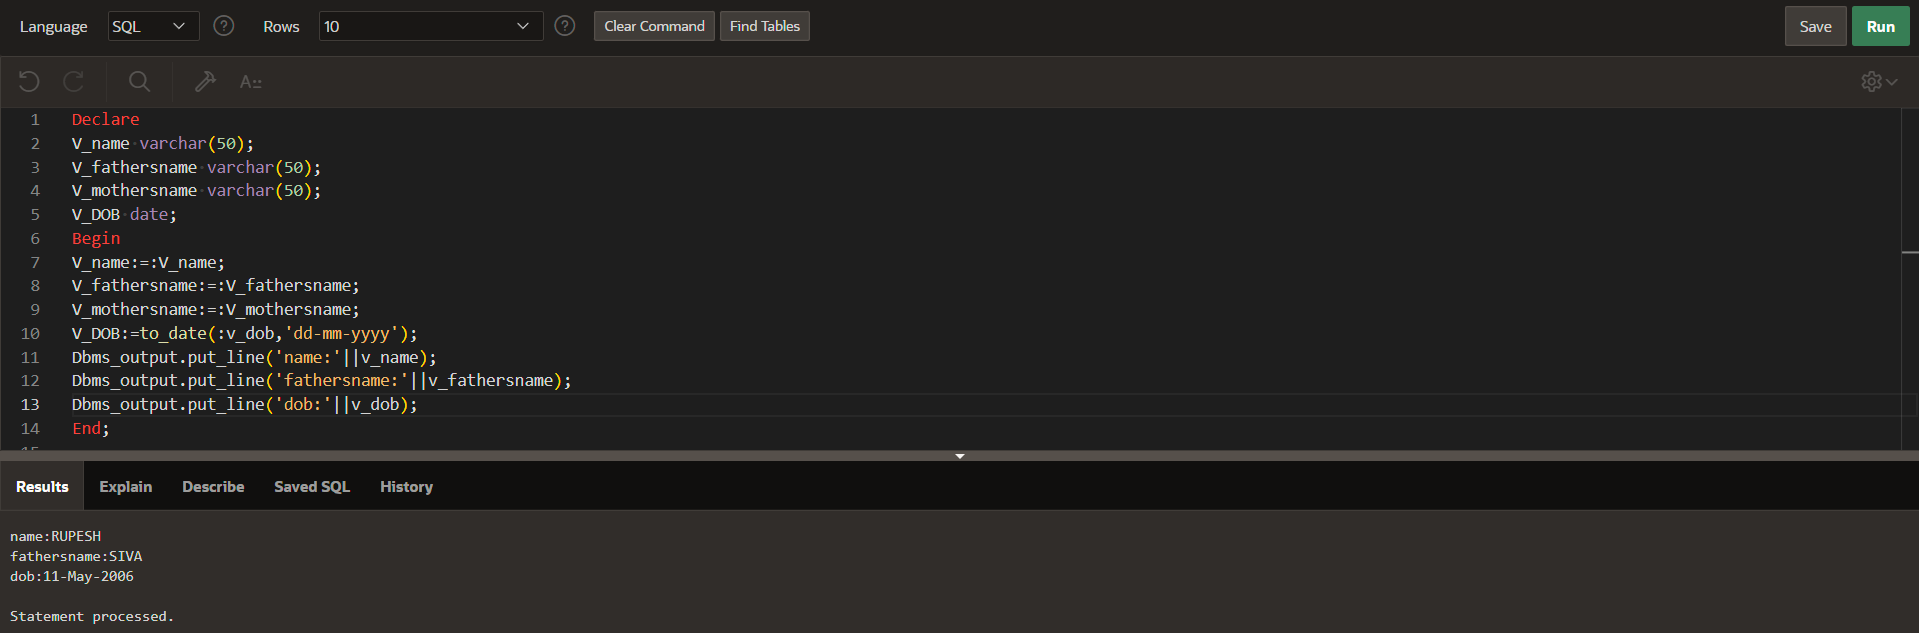 Language SQL Rows 10 Clear Command Find Tables Save Run
A::
1 Declare
2 V_name varchar(50);
3 V_fathersname varchar(50);
4 V_mothersname varchar(50);
5 V_DOB date;
6 Begin
7 V_name:=:V_name;
8 V_fathersname:=:V_fathersname;
9 V_mothersname:=:V_mothersname;
10 V_DOB:=to_date(:v_dob,'dd-mm-yyyy');
11 Dbms_output.put_line('name:'||v_name);
12 Dbms_output.put_line('fathersname:'||v_fathersname);
13 Dbms_output.put_line('dob:'||v_dob);
14 End;
15
Results Explain Describe Saved SQL History
name:RUPESH
fathersname:SIVA
dob:11-May-2006
Statement processed.